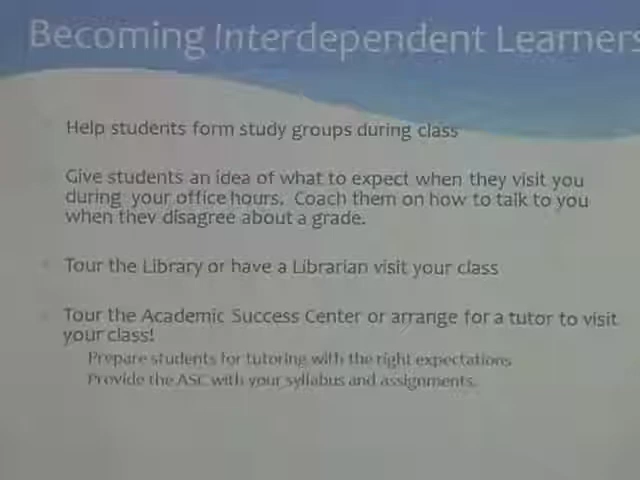 Becoming Interdependent Learners
Help students form study groups during class
Give students an idea of what to expect when they visit you
during your office hours. Coach them on how to talk to you
when they disagree about a grade.
Tour the Library or have a Librarian visit your class
Tour the Academic Success Center or arrange for a tutor to visit
your class!
Prepare students for tutoring with the right expectations
Provide the ASC with your syllabus and assignments.